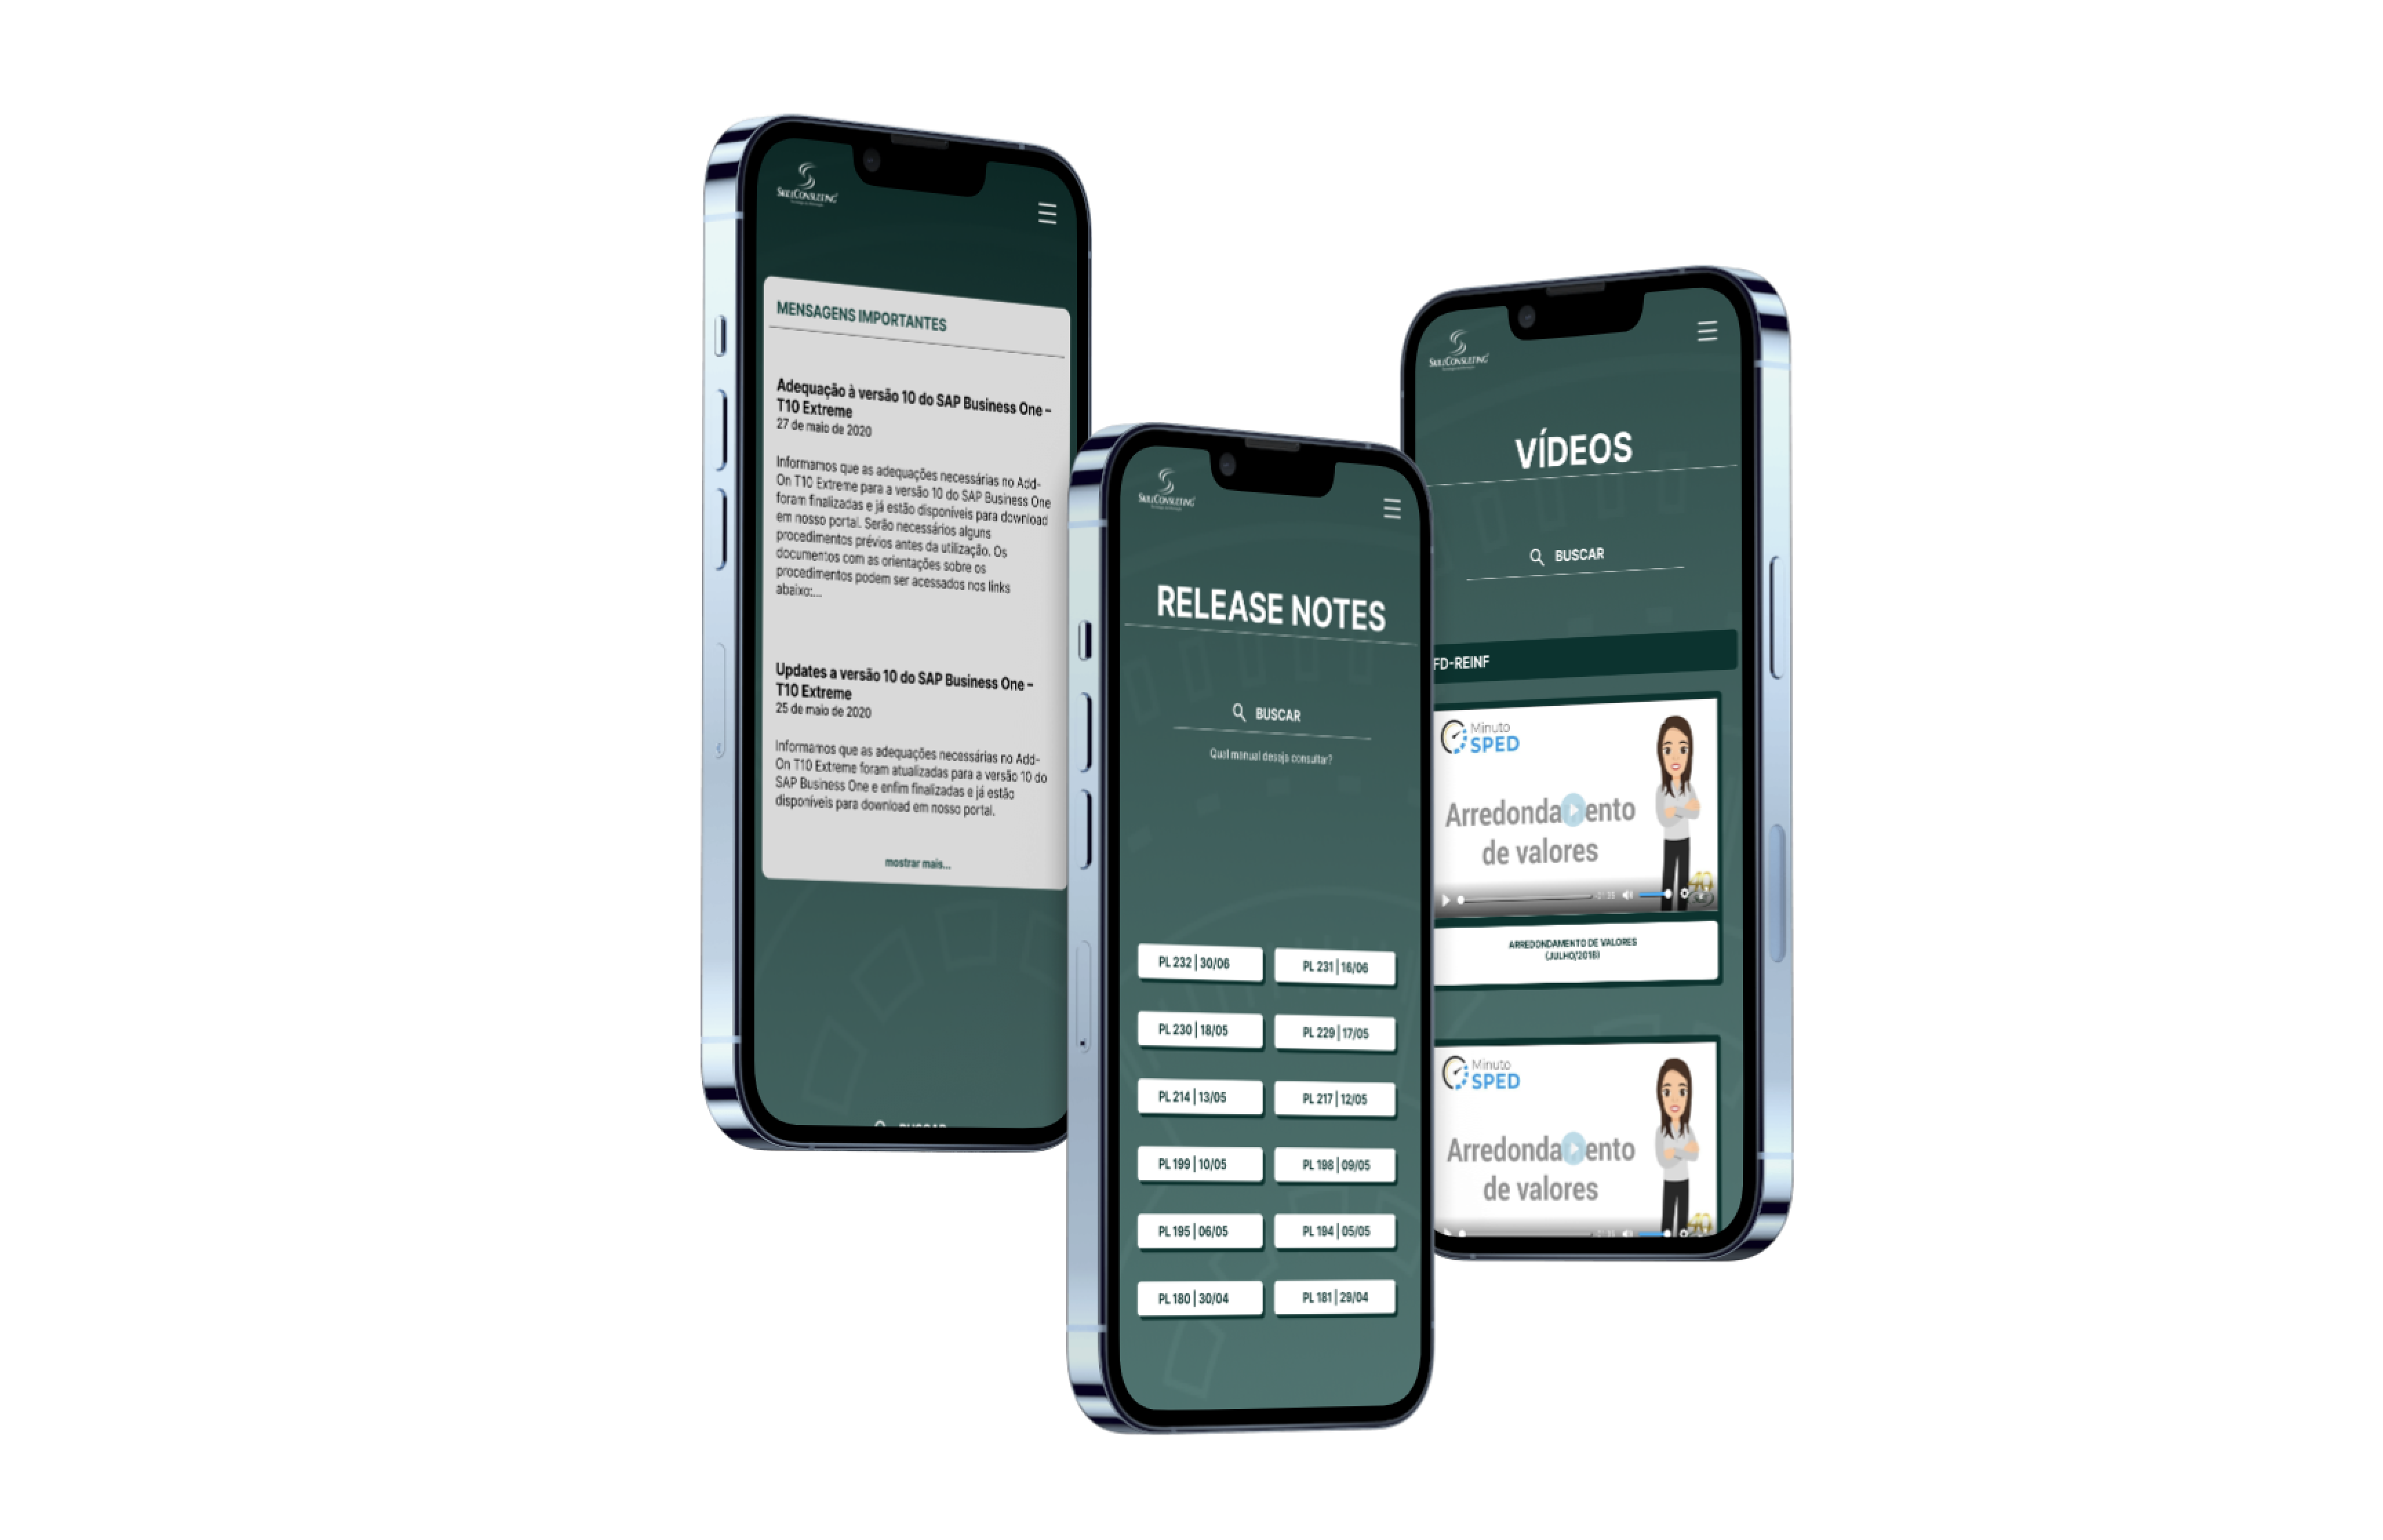 SKILLCONSULTING
MENSAGENS IMPORTANTES
Adequação à versão 10 do SAP Business One –
T10 Extreme
27 de maio de 2020
Informamos que as adequações necessárias no Add-
On T10 Extreme para a versão 10 do SAP Business One
foram finalizadas e já estão disponíveis para download
em nosso portal. Serão necessários alguns
procedimentos prévios antes da utilização. Os
documentos com as orientações sobre os
procedimentos podem ser acessados nos links
abaixo:...
Updates a versão 10 do SAP Business One –
T10 Extreme
25 de maio de 2020
Informamos que as adequações necessárias no Add-
On T10 Extreme foram atualizadas para a versão 10 do
SAP Business One e enfim finalizadas e já estão
disponíveis para download em nosso portal.
mostrar mais...
BUSCAR
SKILLCONSULTING
RELEASE NOTES
BUSCAR
Qual manual deseja consultar?
PL 232 | 30/06
PL 231 | 16/06
PL 230 | 18/05
PL 229 | 17/05
PL 214 | 13/05
PL 217 | 12/05
PL 199 | 10/05
PL 198 | 09/05
PL 195 | 06/05
PL 194 | 05/05
PL 180 | 30/04
PL 181 | 29/04
SKILLCONSULTING
VÍDEOS
BUSCAR
FD-REINF
Minuto
SPED
Arredondamento
de valores
ARREDONDAMENTO DE VALORES
(JULHO/2018)
Minuto
SPED
Arredondamento
de valores